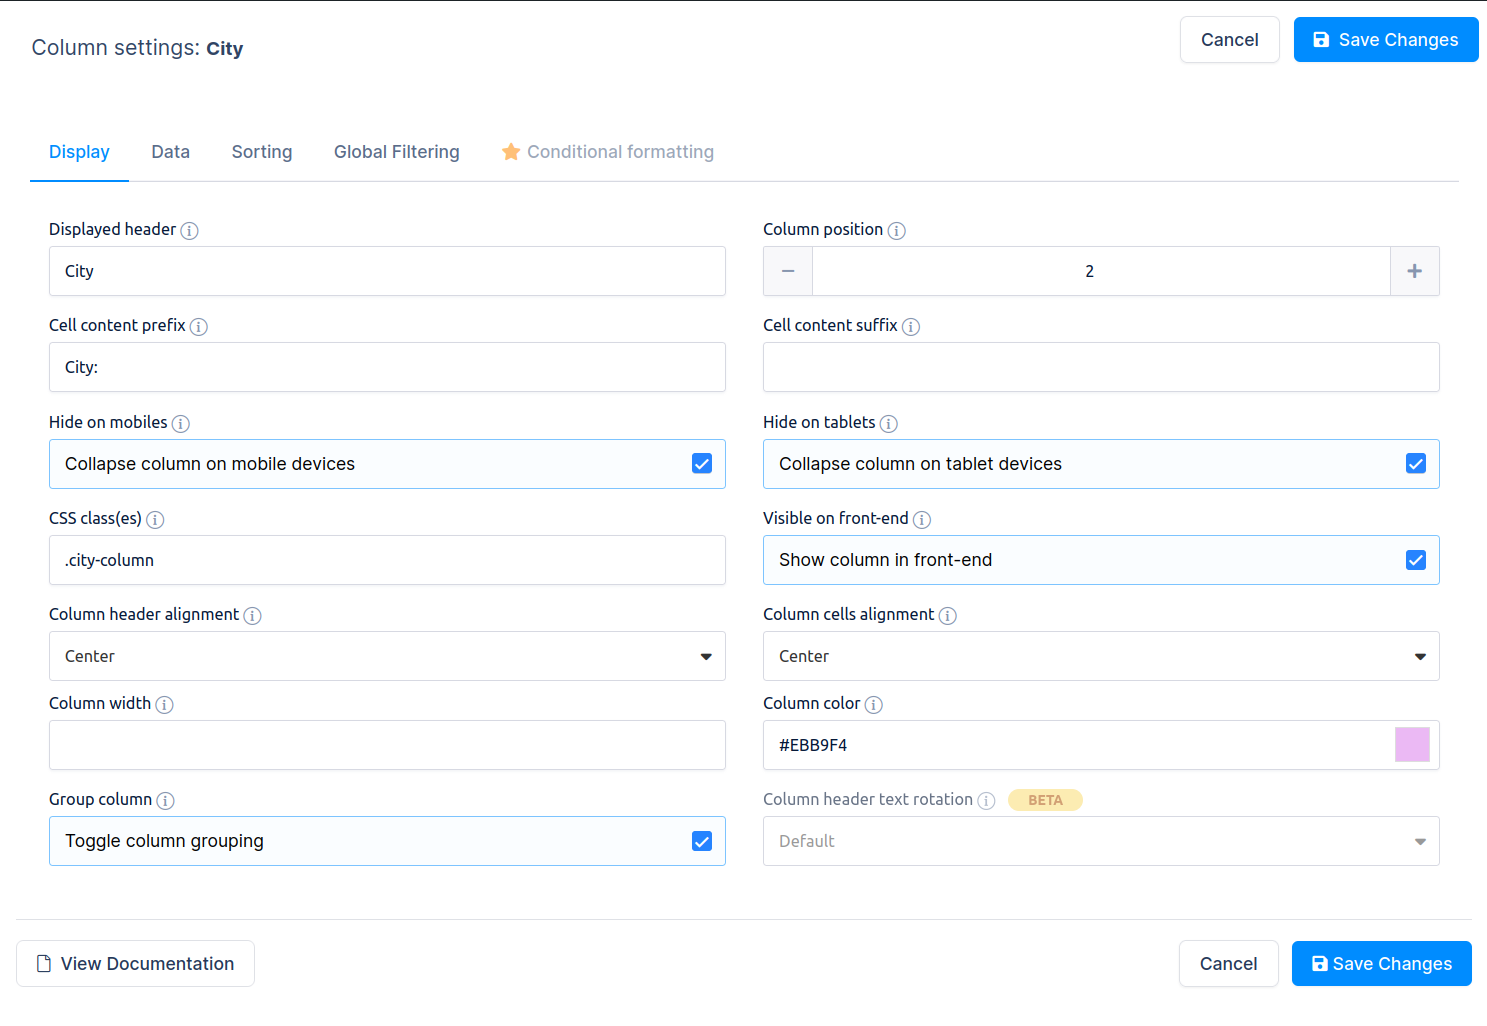 Column settings: City
Cancel
Save Changes
Display
Data
Sorting
Global Filtering
Conditional formatting
Displayed header
Column position
City
2
Cell content prefix
Cell content suffix
City:
Hide on mobiles
Hide on tablets
Collapse column on mobile devices
Collapse column on tablet devices
CSS class(es)
Visible on front-end
.city-column
Show column in front-end
Column header alignment
Column cells alignment
Center
Center
Column width
Column color
#EBB9F4
Group column
Column header text rotation
BETA
Toggle column grouping
Default
View Documentation
Cancel
Save Changes